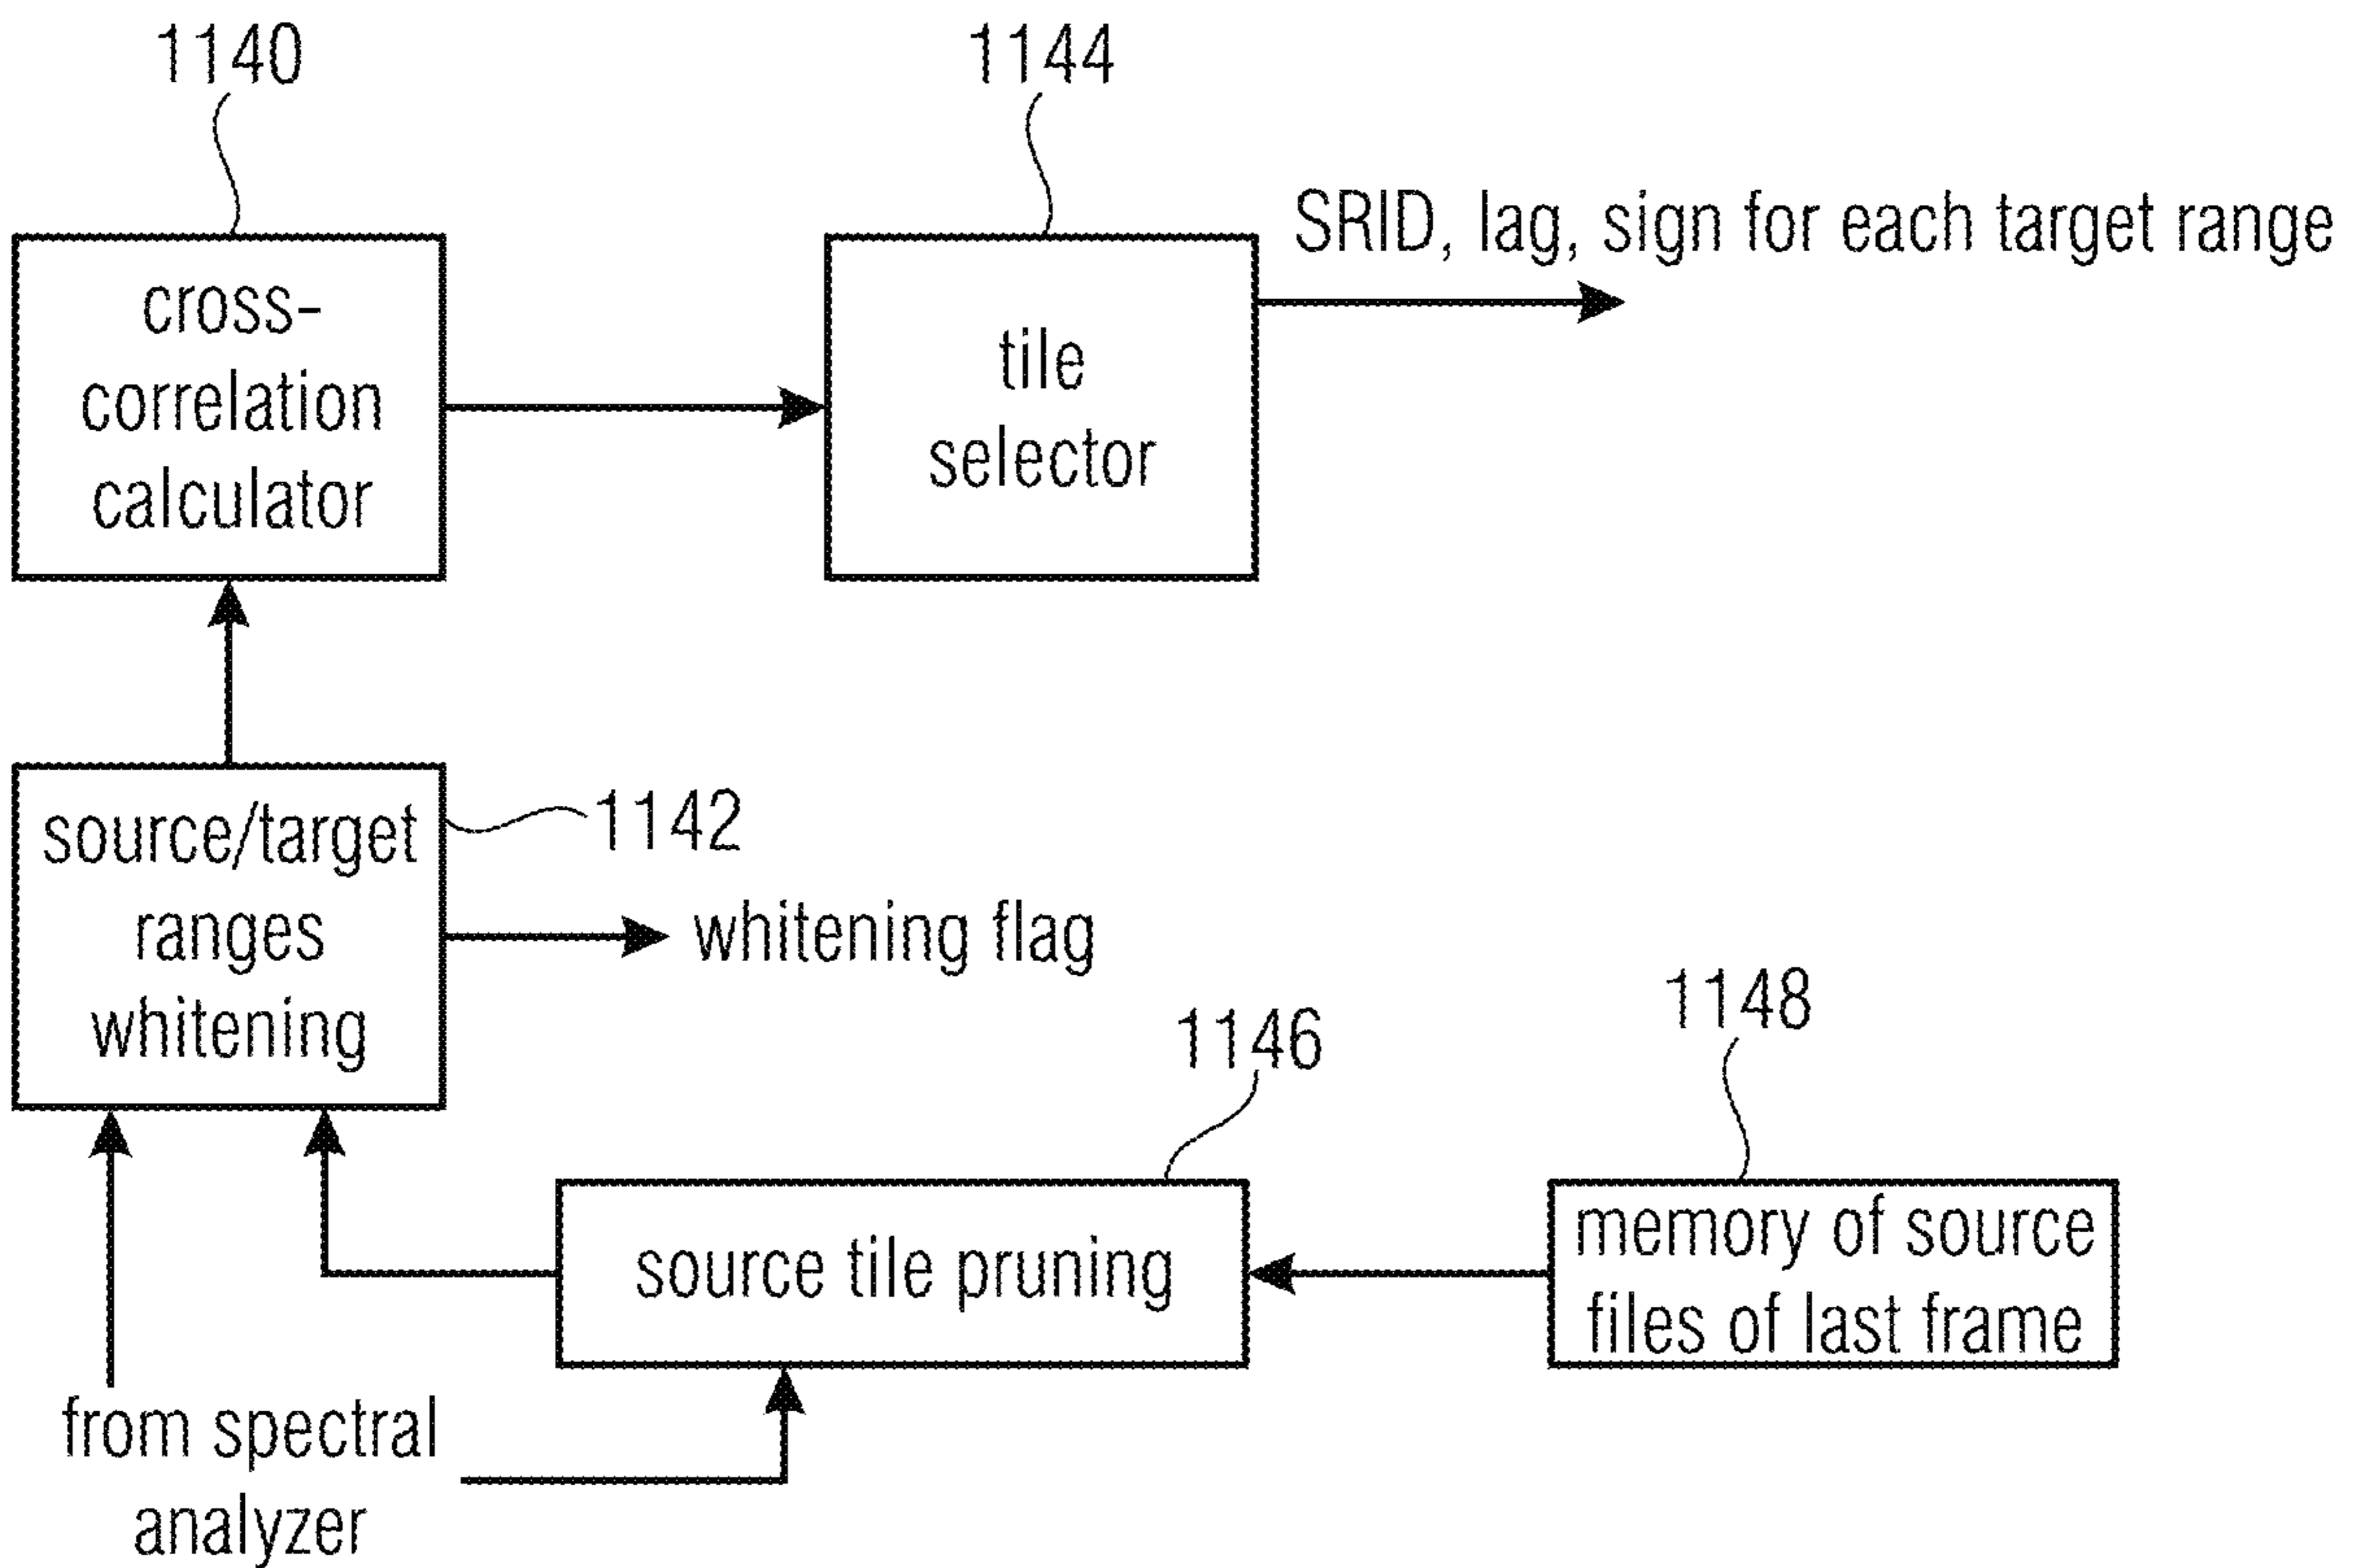 1140
1144
SRID, lag, sign for each target range
cross-
correlation
calculator
tile
selector
source/target
ranges
whitening
1142
whitening flag
1146
1148
source tile pruning
memory of source
files of last frame
from spectral
analyzer